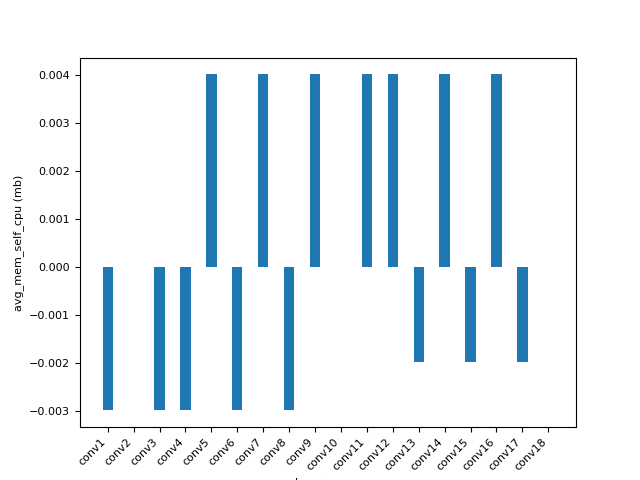 avg_mem_self_cpu (mb)
0.004
0.003
0.002
0.001
0.000
−0.001
−0.002
−0.003
conv1
conv2
conv3
conv4
conv5
conv6
conv7
conv8
conv9
conv10
conv11
conv12
conv13
conv14
conv15
conv16
conv17
conv18